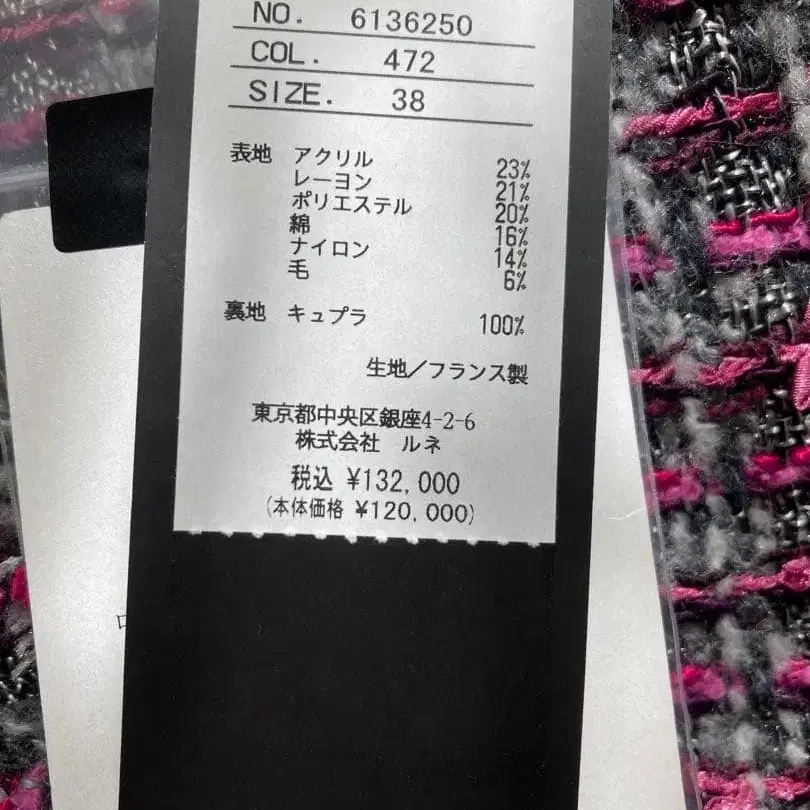 NO. 6136250
COL. 472
SIZE. 38
表地 アクリル 23%
レーヨン 21%
ポリエステル 20%
綿 16%
ナイロン 14%
毛 6%
裏地 キュプラ 100%
生地/フランス製
東京都中央区銀座4-2-6
株式会社 ルネ
税込 ¥132,000
(本体価格 ¥120,000)